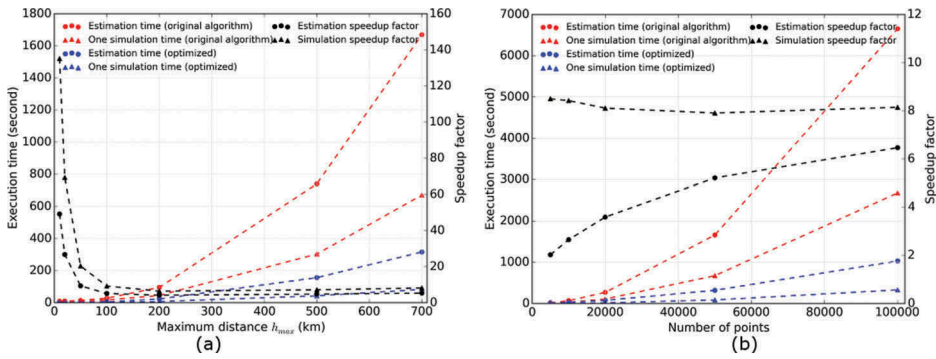 Estimation time (original algorithm)
One simulation time (original algorithm)
Estimation time (optimized)
One simulation time (optimized)
Estimation speedup factor
Simulation speedup factor
1800
1600
1400
1200
1000
800
600
400
200
0
Execution time (second)
160
140
120
100
80
60
40
20
0
Speedup factor
0 100 200 300 400 500 600 700
Maximum distance h_max (km)
(a)
Estimation time (original algorithm)
One simulation time (original algorithm)
Estimation time (optimized)
One simulation time (optimized)
Estimation speedup factor
Simulation speedup factor
7000
6000
5000
4000
3000
2000
1000
0
Execution time (second)
12
10
8
6
4
2
0
Speedup factor
0 20000 40000 60000 80000 100000
Number of points
(b)